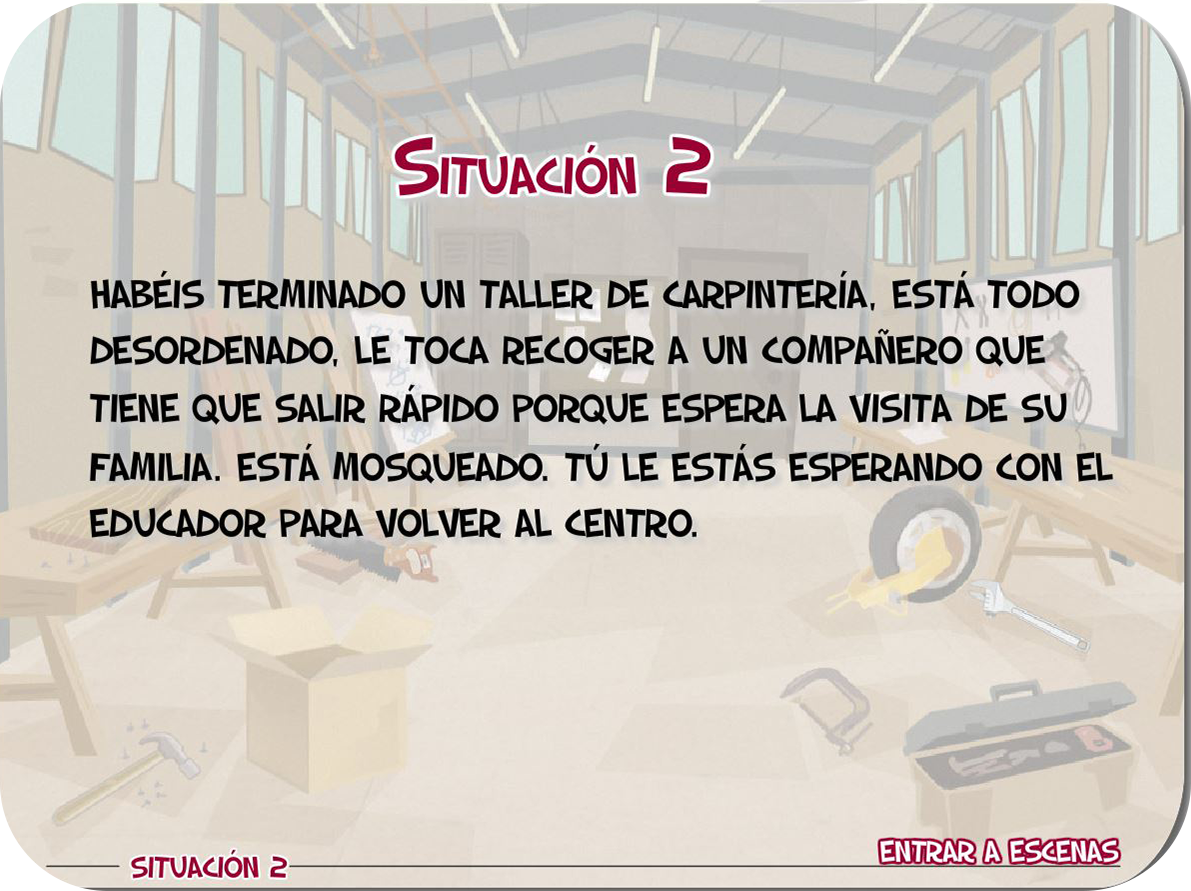 SITUACIÓN 2
HABÉIS TERMINADO UN TALLER DE CARPINTERÍA, ESTÁ TODO
DESORDENADO, LE TOCA RECOGER A UN COMPAÑERO QUE
TIENE QUE SALIR RÁPIDO PORQUE ESPERA LA VISITA DE SU
FAMILIA. ESTÁ MOSQUEADO. TÚ LE ESTÁS ESPERANDO CON EL
EDUCADOR PARA VOLVER AL CENTRO.
SITUACIÓN 2
ENTRAR A ESCENAS